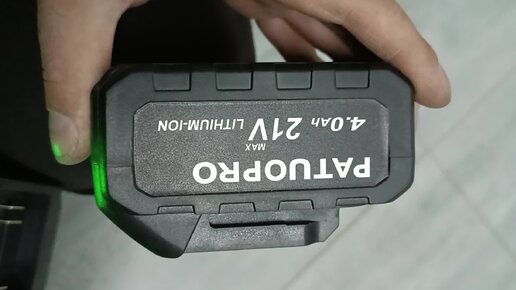 PATUOPRO
MAX
21V 4.0Ah
LITHIUM-ION